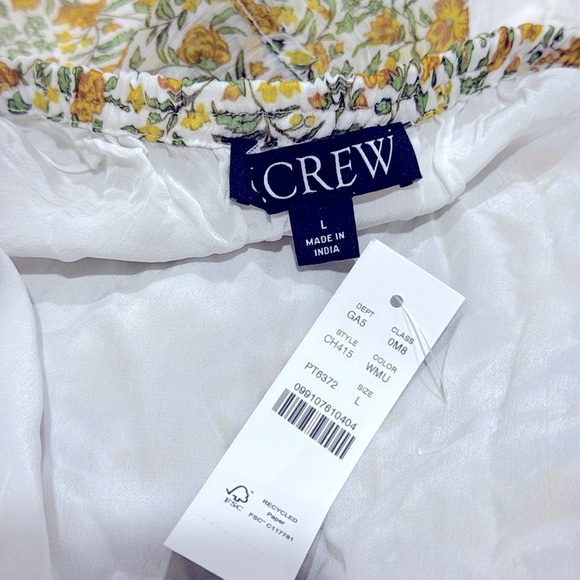 CREW
L
MADE IN
INDIA
DEPT CLASS
GA5 0M8
STYLE COLOR
CH415 WMU
PT6372 SIZE L
099107610404
FSC
RECYCLED
Paper
FSC™ C117781